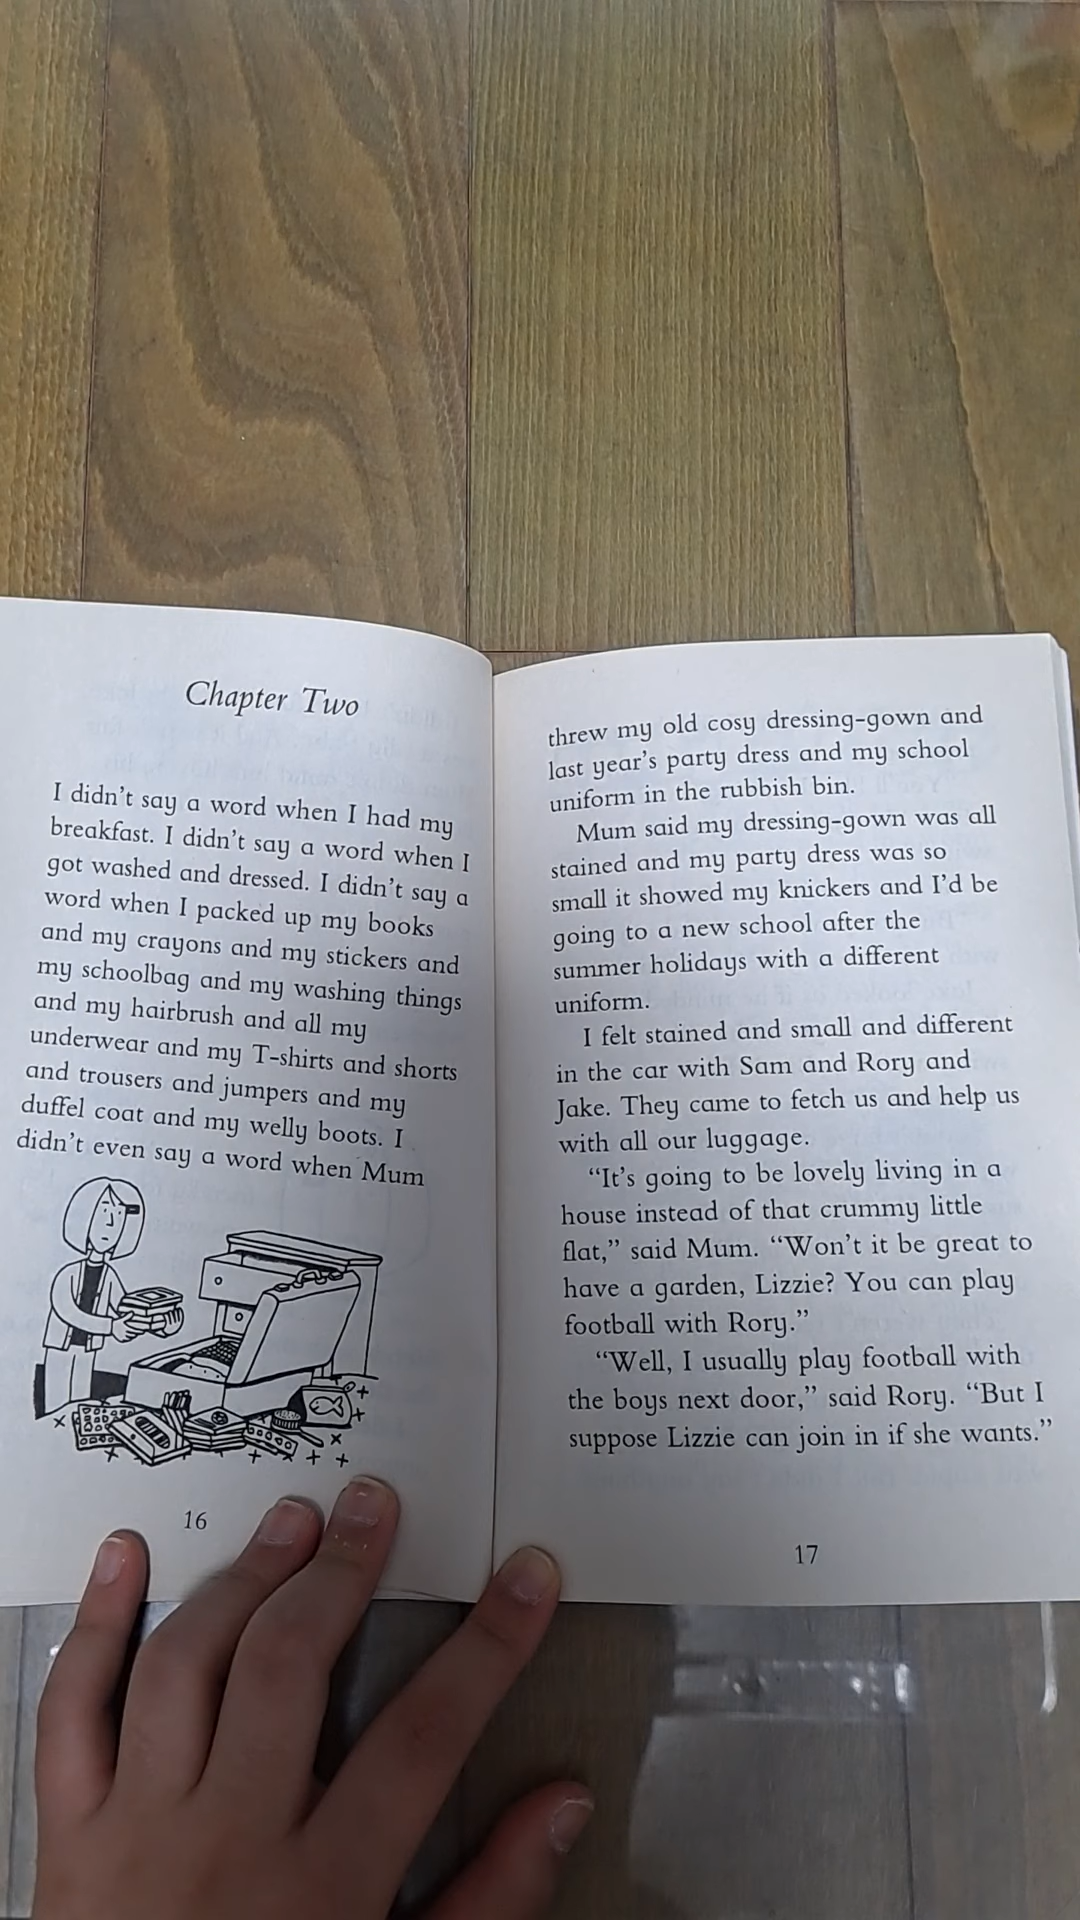 Chapter Two
I didn't say a word when I had my
breakfast. I didn't say a word when I
got washed and dressed. I didn't say a
word when I packed up my books
and my crayons and my stickers and
my schoolbag and my washing things
and my hairbrush and all my
underwear and my T-shirts and shorts
and trousers and jumpers and my
duffel coat and my welly boots. I
didn't even say a word when Mum
16
threw my old cosy dressing-gown and
last year's party dress and my school
uniform in the rubbish bin.
Mum said my dressing-gown was all
stained and my party dress was so
small it showed my knickers and I'd be
going to a new school after the
summer holidays with a different
uniform.
I felt stained and small and different
in the car with Sam and Rory and
Jake. They came to fetch us and help us
with all our luggage.
“It's going to be lovely living in a
house instead of that crummy little
flat,” said Mum. “Won't it be great to
have a garden, Lizzie? You can play
football with Rory.”
“Well, I usually play football with
the boys next door,” said Rory. “But I
suppose Lizzie can join in if she wants.”
17